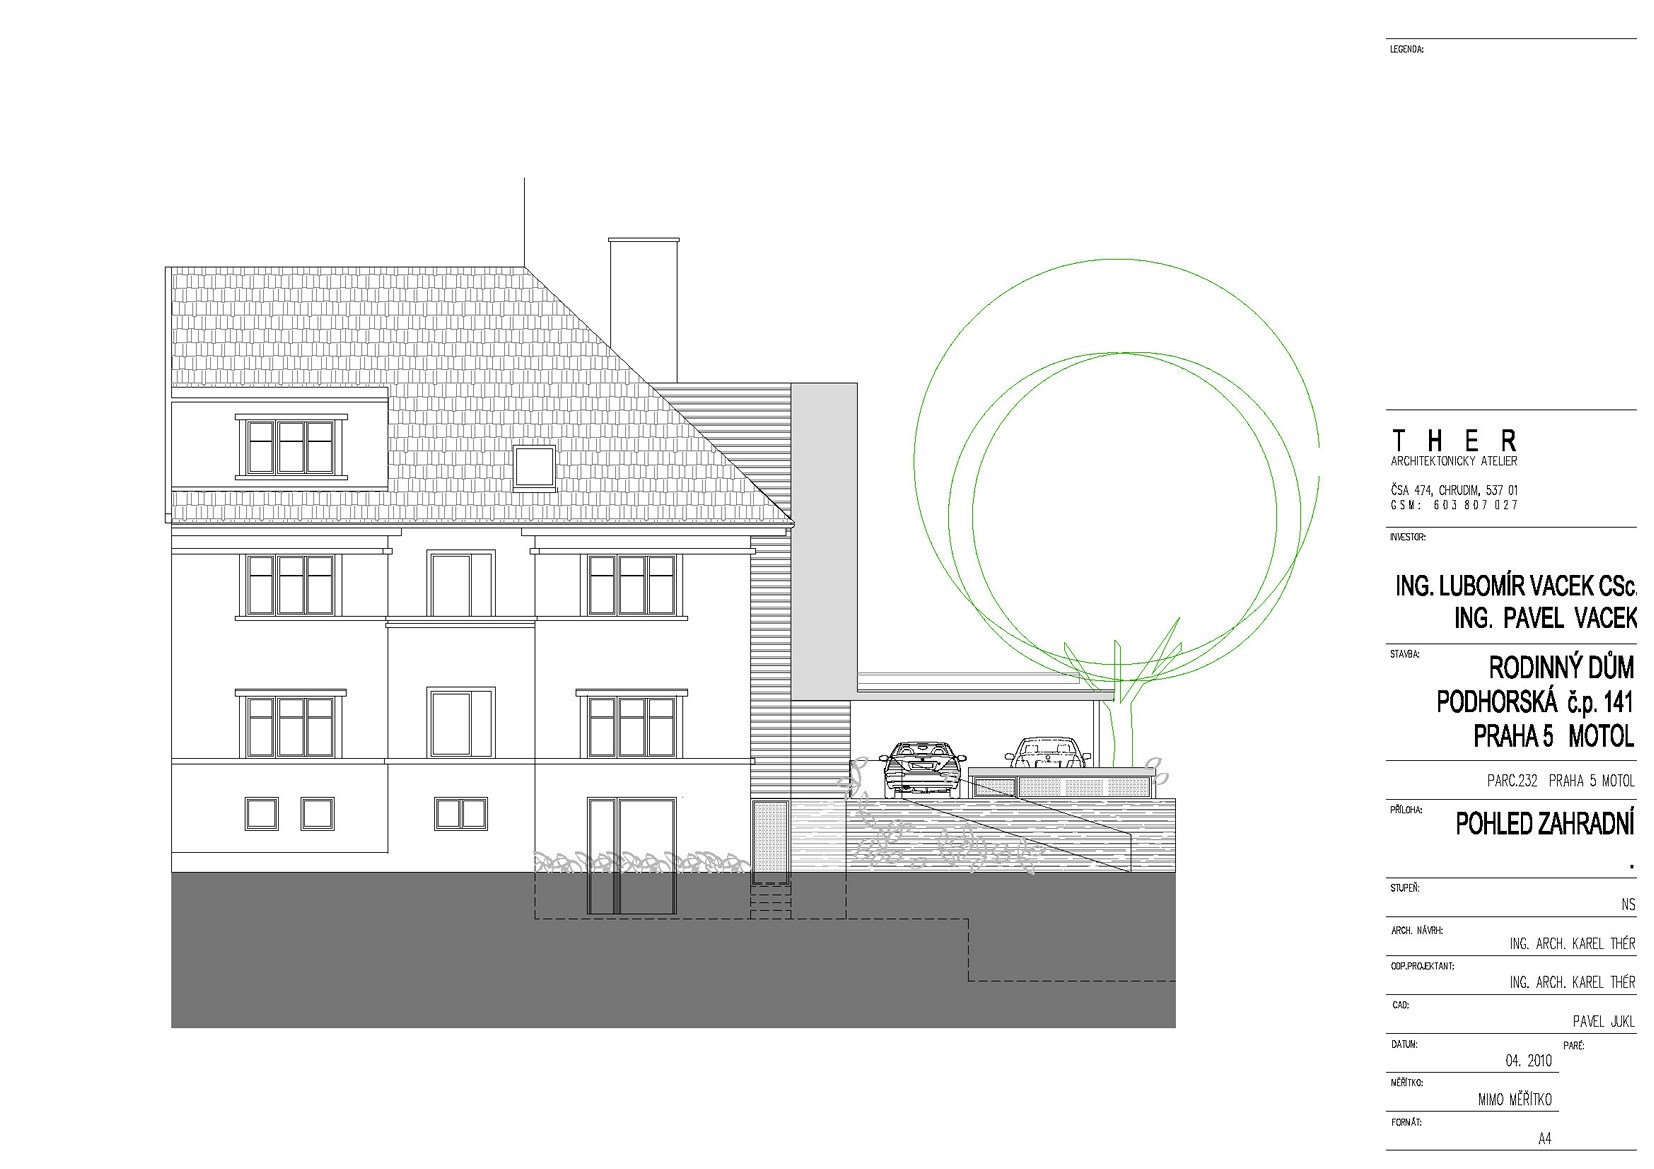 LEGENDA:
T H E R
ARCHITEKTONICKÝ ATELIER
ČSA 474, CHRUDIM, 537 01
GSM: 603 807 027
INVESTOR:
ING. LUBOMÍR VACEK CSc.
ING. PAVEL VACEK
STAVBA:
RODINNÝ DŮM
PODHORSKÁ č.p. 141
PRAHA 5 MOTOL
PARC.232 PRAHA 5 MOTOL
PŘÍLOHA:
POHLED ZAHRADNÍ
.
STUPEŇ:
NS
ARCH. NÁVRH:
ING. ARCH. KAREL THÉR
ODP.PROJEKTANT:
ING. ARCH. KAREL THÉR
CAD:
PAVEL JUKL
DATUM:
PARÉ:
04. 2010
MĚŘÍTKO:
MIMO MĚŘÍTKO
FORMÁT:
A4